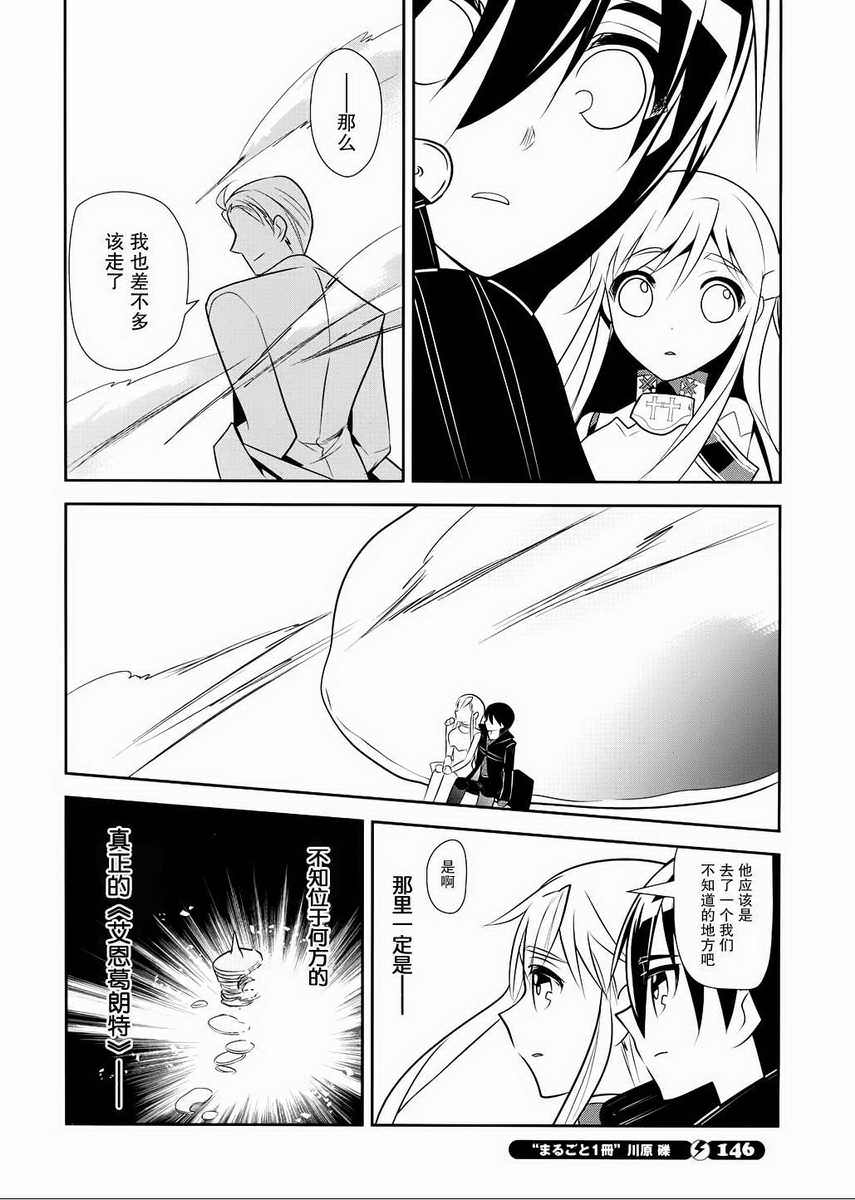 ——那么
我也差不多
该走了
他应该是
去了一个我们
不知道的地方吧
是啊
那里一定是——
不知位于何方的
真正的《艾恩葛朗特》——
“まるごと1冊”川原 礫
146